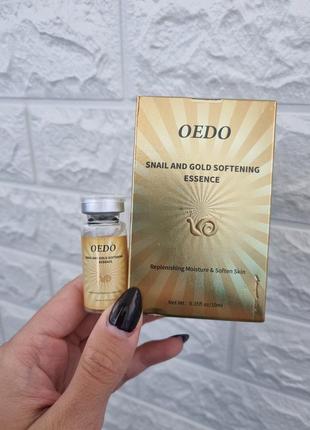 OEDO
SNAIL AND GOLD SOFTENING
ESSENCE
Replenishing Moisture & Soften Skin
OEDO
SNAIL AND GOLD SOFTENING
ESSENCE